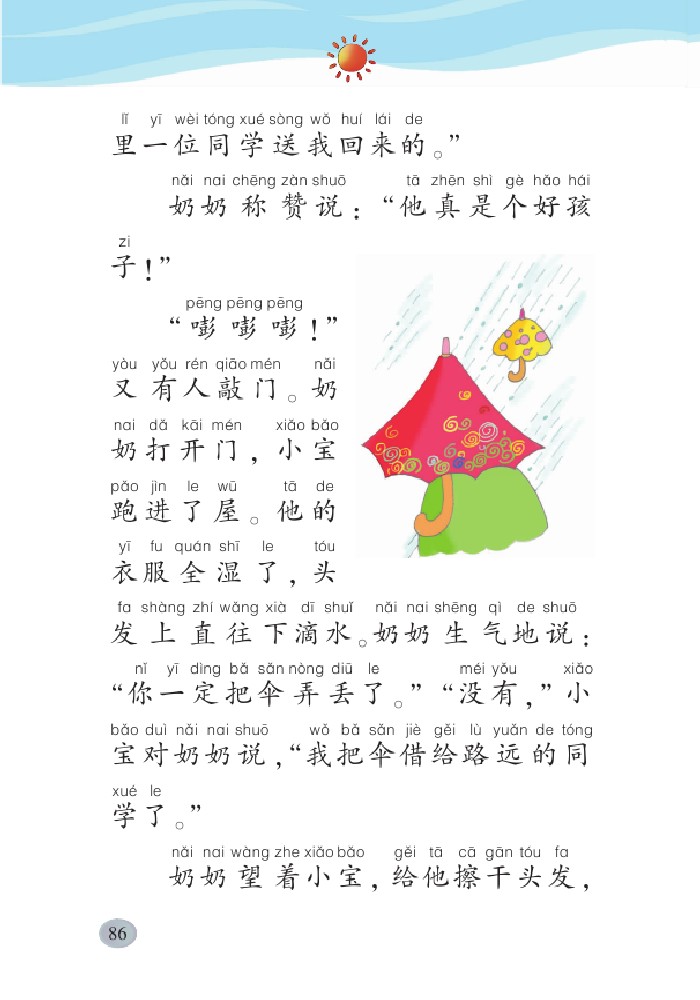 lǐ yī wèi tóng xué sòng wǒ huí lái de
里一位同学送我回来的。”
nǎi nai chēng zàn shuō tā zhēn shì gè hǎo hái
奶奶称赞说：“他真是个好孩
zi
子！”
pēng pēng pēng
“嘭嘭嘭！”
yòu yǒu rén qiāo mén nǎi
又有人敲门。奶
nai dǎ kāi mén xiǎo bǎo
奶打开门，小宝
pǎo jìn le wū tā de
跑进了屋。他的
yī fu quán shī le tóu
衣服全湿了，头
fa shàng zhí wǎng xià dī shuǐ nǎi nai shēng qì de shuō
发上直往下滴水。奶奶生气地说：
nǐ yī dìng bǎ sǎn nòng diū le méi yǒu xiǎo
“你一定把伞弄丢了。”“没有，”小
bǎo duì nǎi nai shuō wǒ bǎ sǎn jiè gěi lù yuǎn de tóng
宝对奶奶说，“我把伞借给路远的同
xué le
学了。”
nǎi nai wàng zhe xiǎo bǎo gěi tā cā gān tóu fa
奶奶望着小宝，给他擦干头发，
86